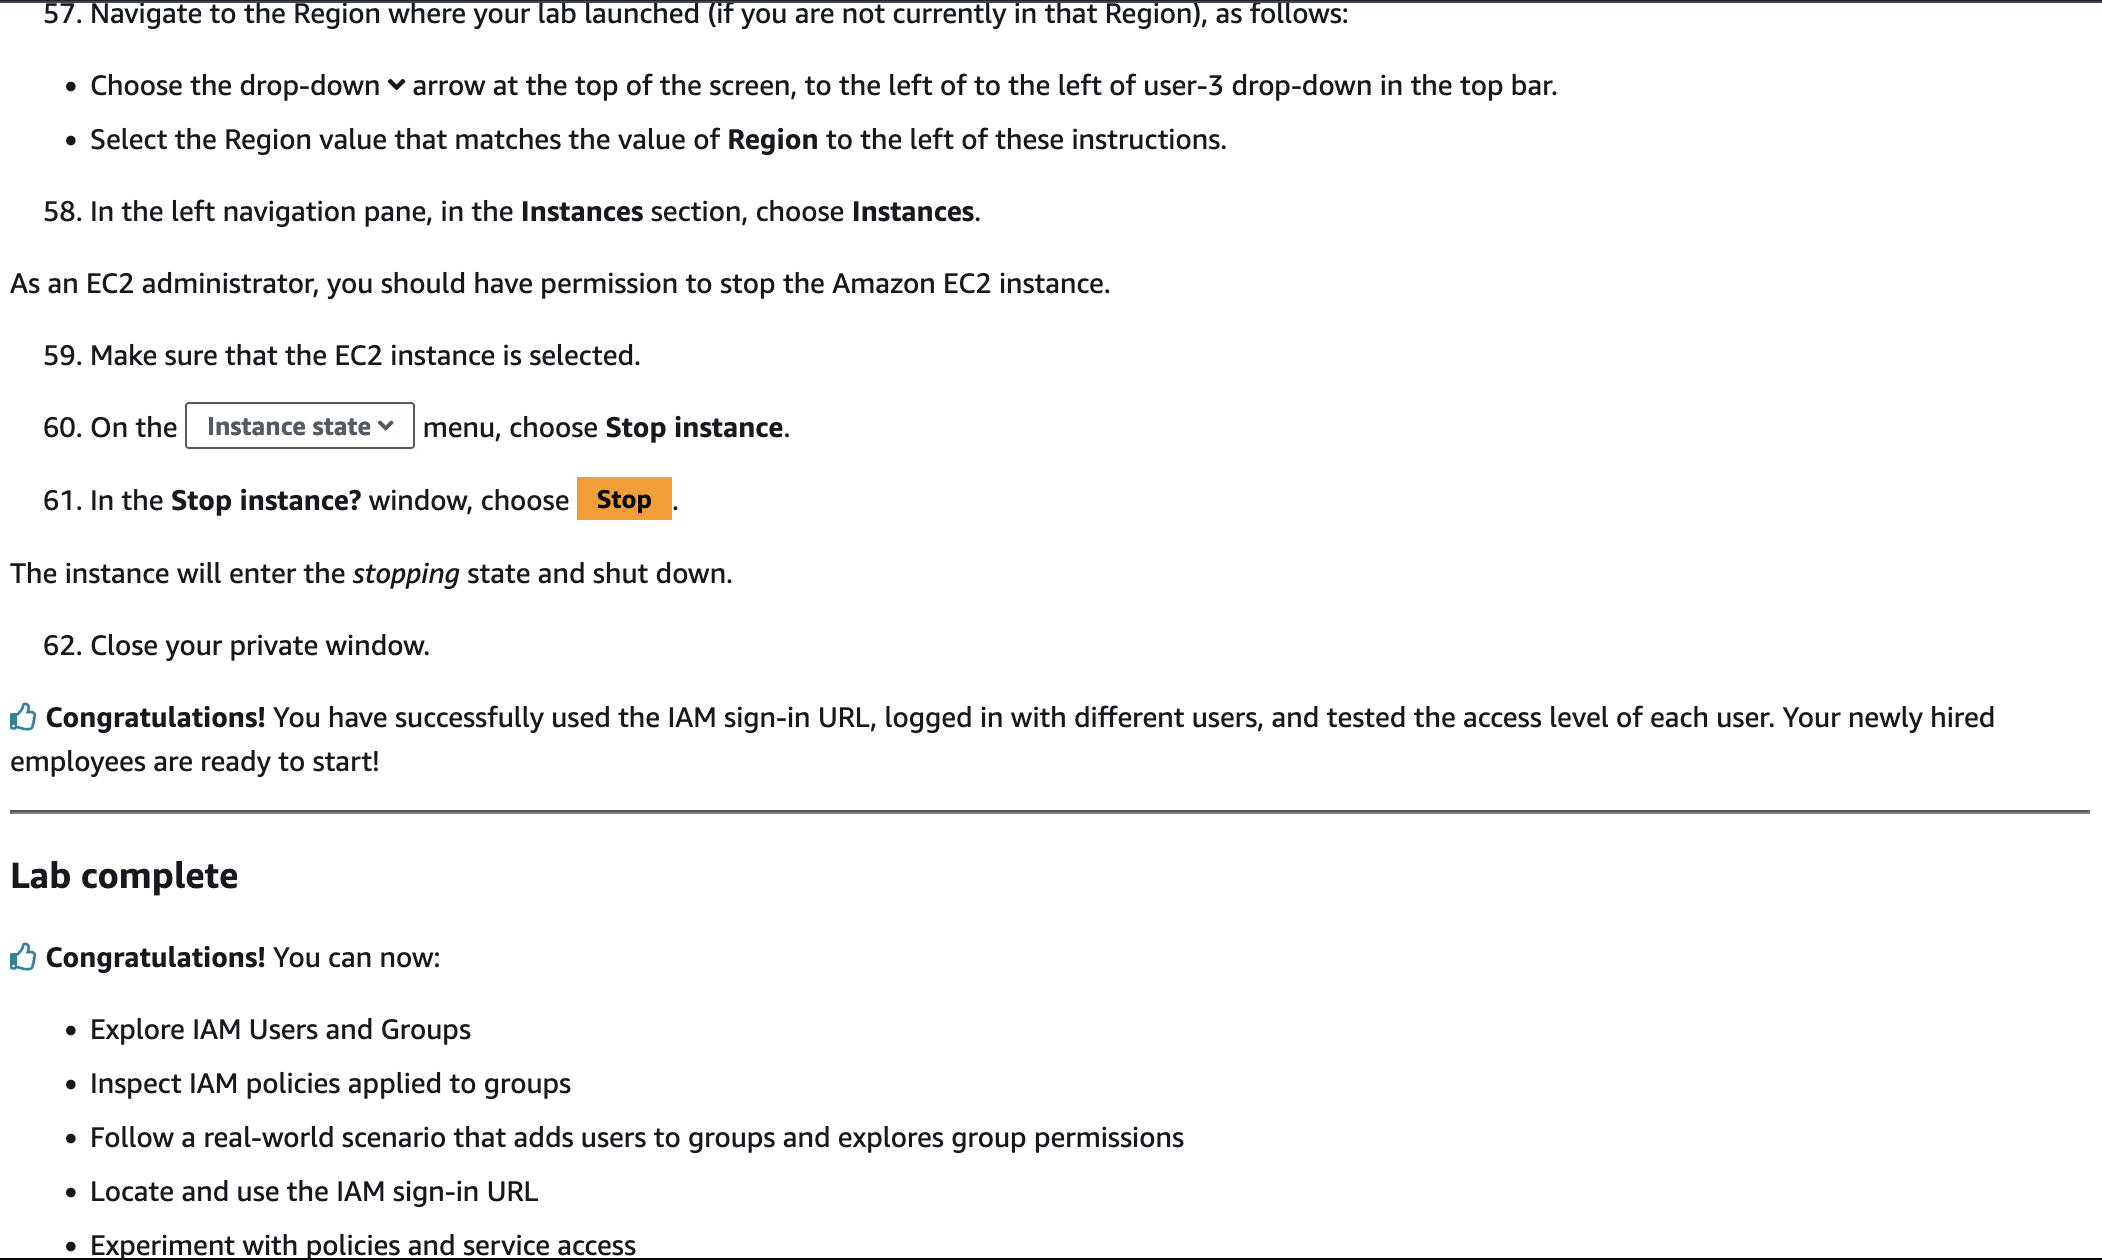 57. Navigate to the Region where your lab launched (if you are not currently in that Region), as follows:
• Choose the drop-down arrow at the top of the screen, to the left of to the left of user-3 drop-down in the top bar.
• Select the Region value that matches the value of Region to the left of these instructions.
58. In the left navigation pane, in the Instances section, choose Instances.
As an EC2 administrator, you should have permission to stop the Amazon EC2 instance.
59. Make sure that the EC2 instance is selected.
60. On the Instance state menu, choose Stop instance.
61. In the Stop instance? window, choose Stop.
The instance will enter the stopping state and shut down.
62. Close your private window.
Congratulations! You have successfully used the IAM sign-in URL, logged in with different users, and tested the access level of each user. Your newly hired
employees are ready to start!
Lab complete
Congratulations! You can now:
• Explore IAM Users and Groups
• Inspect IAM policies applied to groups
• Follow a real-world scenario that adds users to groups and explores group permissions
• Locate and use the IAM sign-in URL
• Experiment with policies and service access